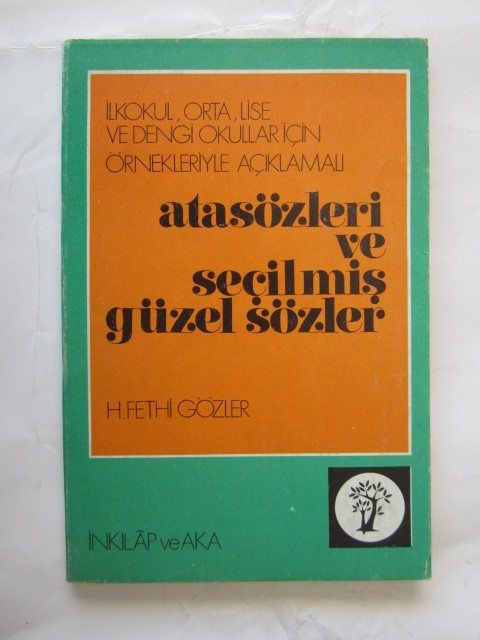 İLKOKUL, ORTA, LİSE
VE DENGİ OKULLAR İÇİN
ÖRNEKLERİYLE AÇIKLAMALI
atasözleri
ve
seçilmiş
güzel sözler
H. FETHİ GÖZLER
İNKILÂP ve AKA